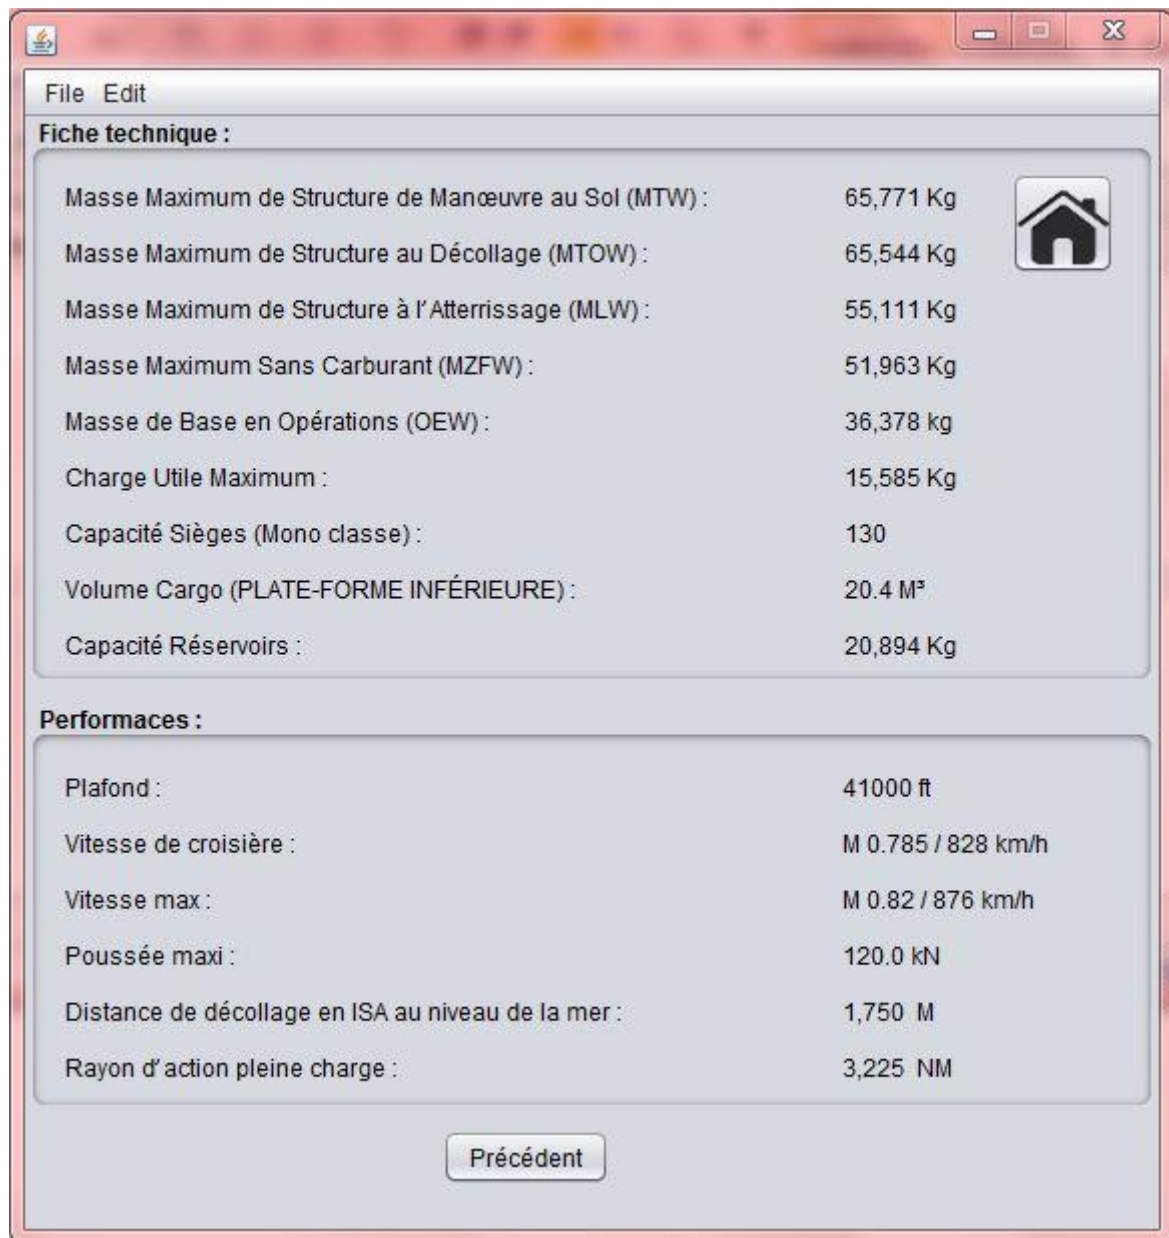 File Edit
Fiche technique :
Masse Maximum de Structure de Manœuvre au Sol (MTW) : 65,771 Kg
Masse Maximum de Structure au Décollage (MTOW) : 65,544 Kg
Masse Maximum de Structure à l'Atterrissage (MLW) : 55,111 Kg
Masse Maximum Sans Carburant (MZFW) : 51,963 Kg
Masse de Base en Opérations (OEW) : 36,378 kg
Charge Utile Maximum : 15,585 Kg
Capacité Sièges (Mono classe) : 130
Volume Cargo (PLATE-FORME INFÉRIEURE) : 20.4 M³
Capacité Réservoirs : 20,894 Kg
Performaces :
Plafond : 41000 ft
Vitesse de croisière : M 0.785 / 828 km/h
Vitesse max : M 0.82 / 876 km/h
Poussée maxi : 120.0 kN
Distance de décollage en ISA au niveau de la mer : 1,750 M
Rayon d'action pleine charge : 3,225 NM
Précédent